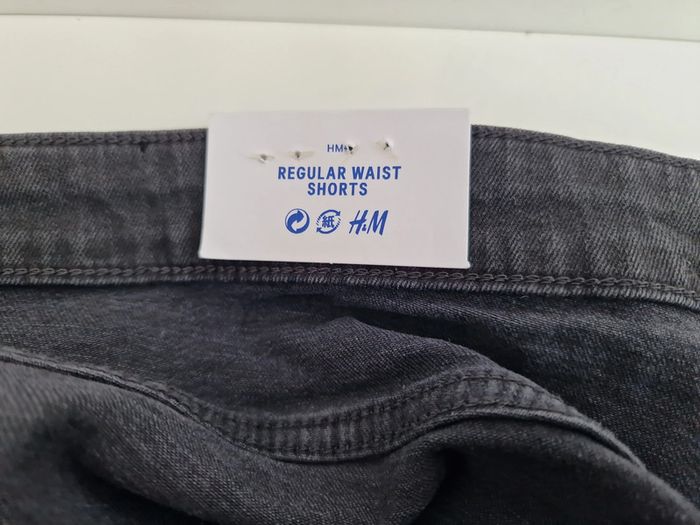 HM+
REGULAR WAIST
SHORTS
紙 H&M